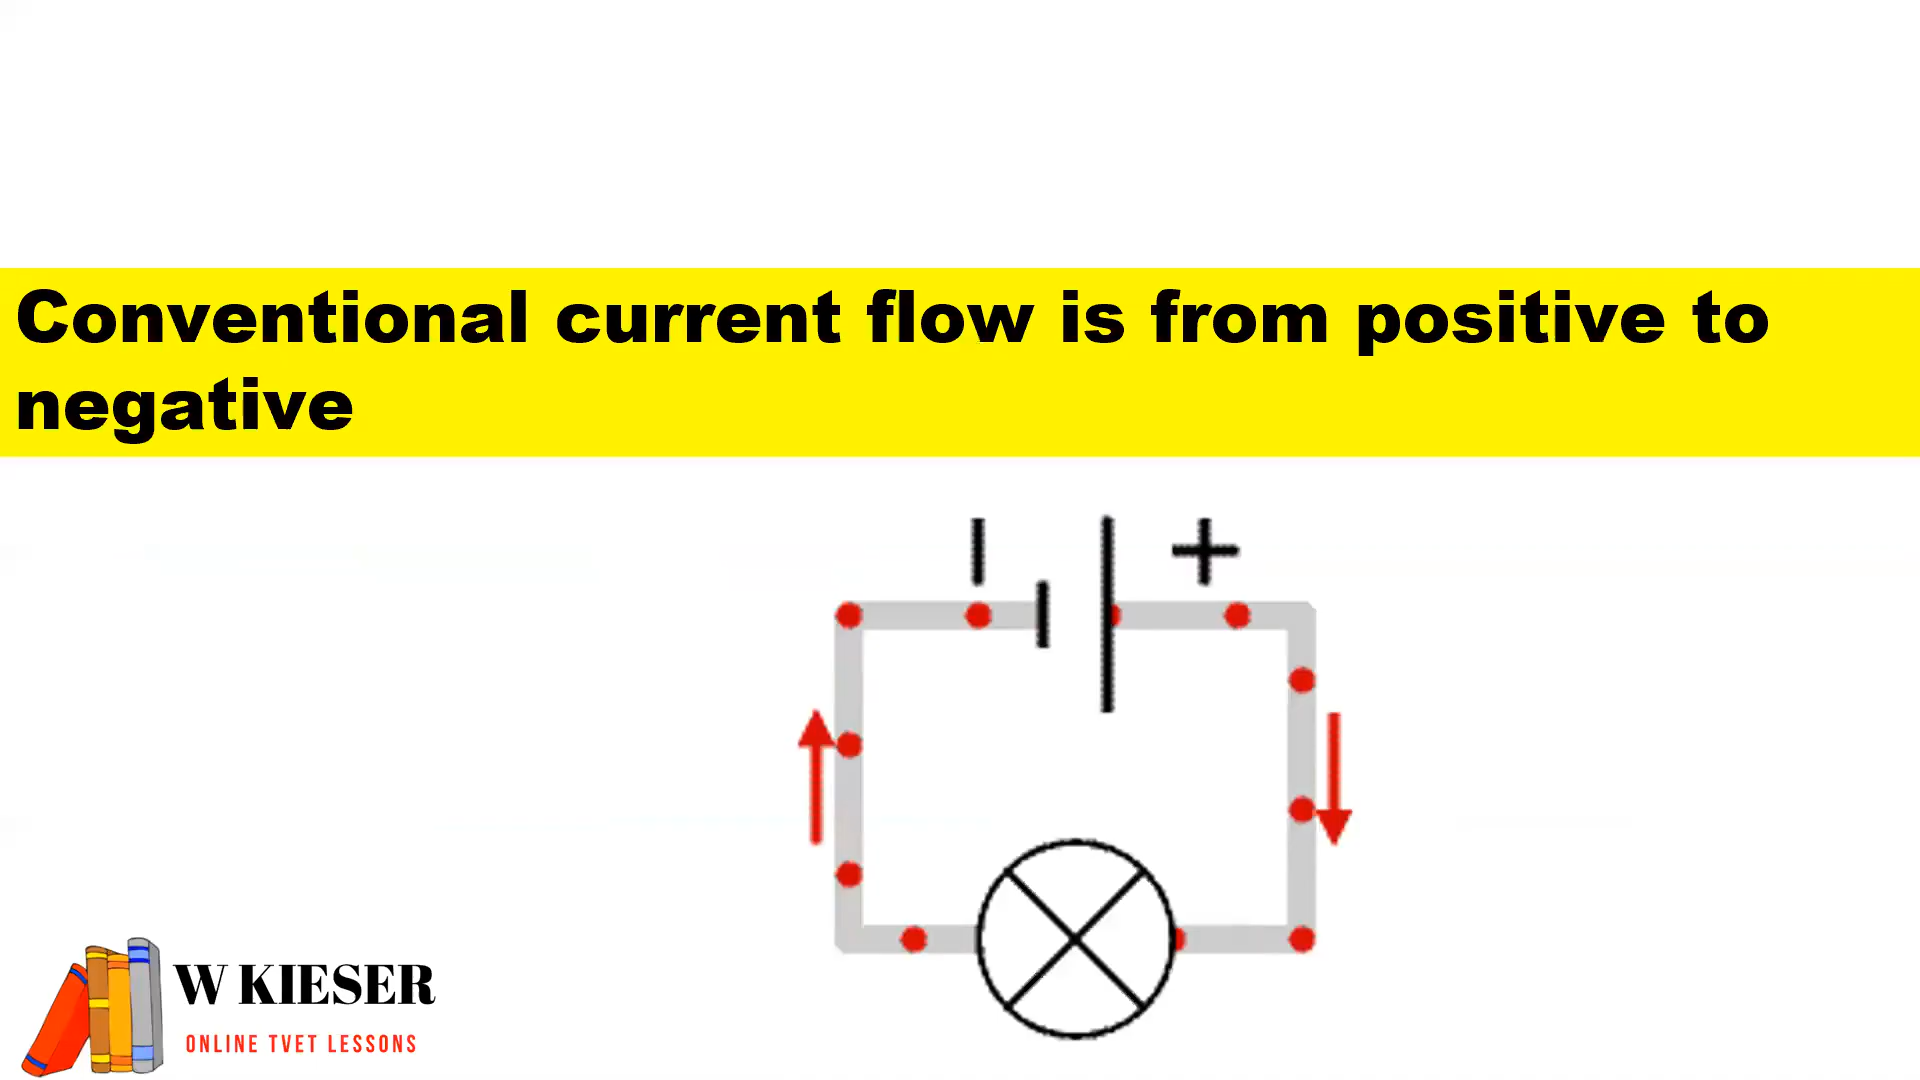 Conventional current flow is from positive to
negative
− +
W KIESER
ONLINE TVET LESSONS